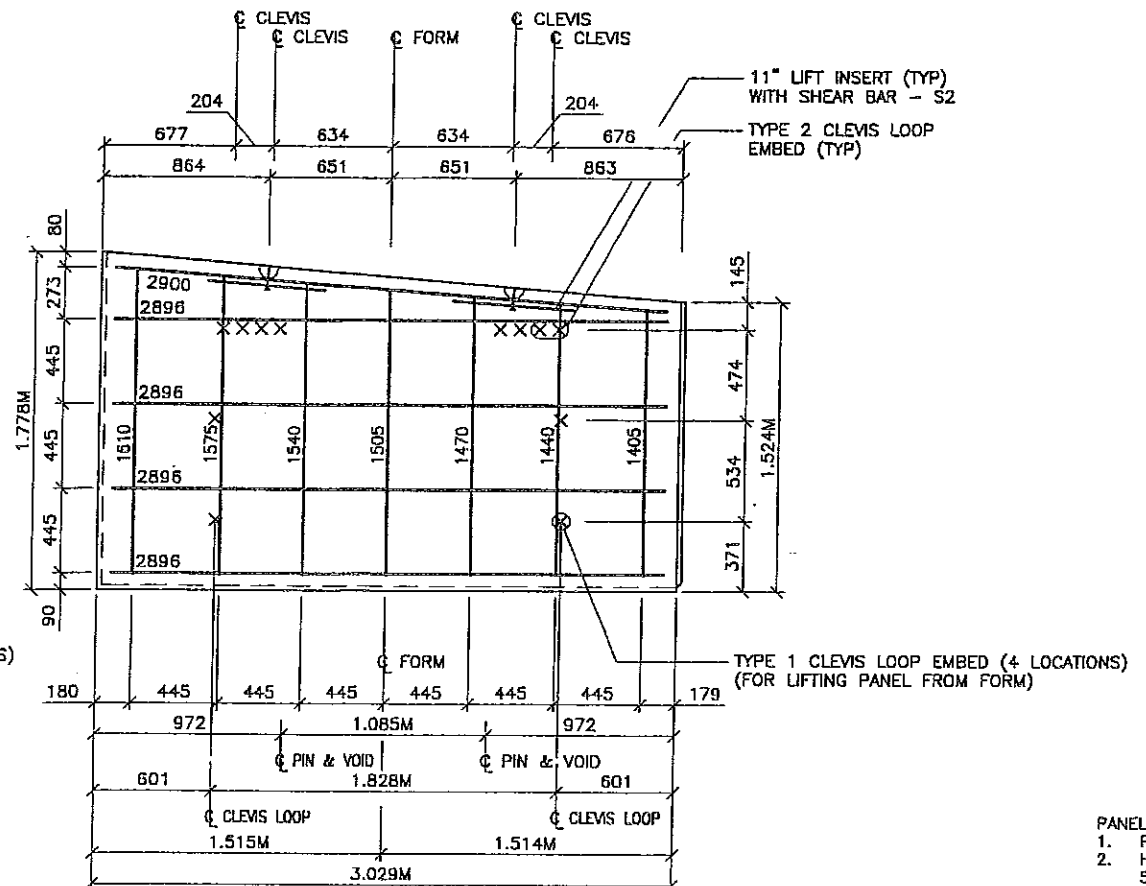 ℄ CLEVIS
℄ CLEVIS
℄ CLEVIS
℄ FORM
℄ CLEVIS
11" LIFT INSERT (TYP)
WITH SHEAR BAR - S2
TYPE 2 CLEVIS LOOP
EMBED (TYP)
204
204
677
634
634
676
864
651
651
863
80
273
445
445
445
90
1.778M
145
474
534
371
1.524M
2900
2896
2896
2896
2896
1610
1575
1540
1505
1470
1440
1405
TYPE 1 CLEVIS LOOP EMBED (4 LOCATIONS)
(FOR LIFTING PANEL FROM FORM)
S)
℄ FORM
180
445
445
445
445
445
445
179
972
1.085M
972
℄ PIN & VOID
℄ PIN & VOID
601
1.828M
601
℄ CLEVIS LOOP
℄ CLEVIS LOOP
1.515M
1.514M
3.029M
PANEL
1.
2.